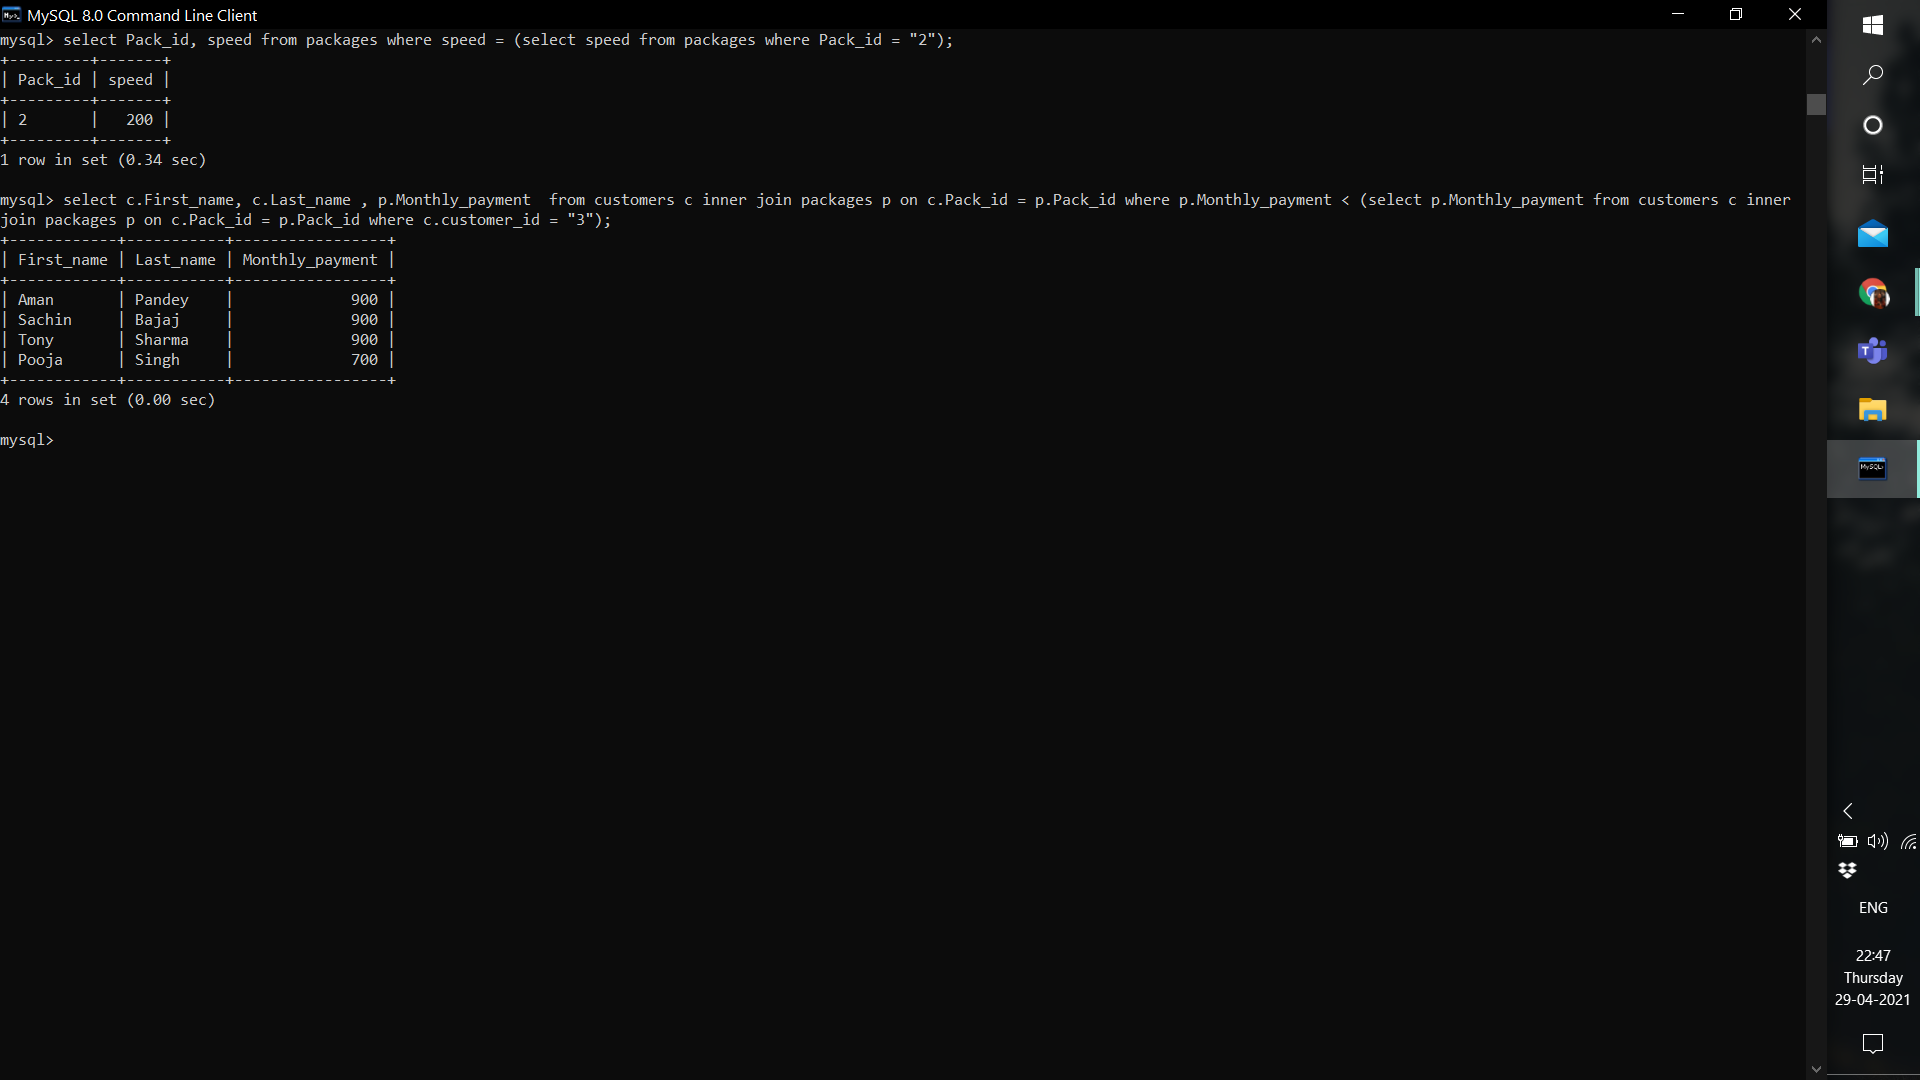 MySQL 8.0 Command Line Client
mysql> select Pack_id, speed from packages where speed = (select speed from packages where Pack_id = "2");
+---------+-------+
| Pack_id | speed |
+---------+-------+
| 2       |   200 |
+---------+-------+
1 row in set (0.34 sec)
mysql> select c.First_name, c.Last_name , p.Monthly_payment  from customers c inner join packages p on c.Pack_id = p.Pack_id where p.Monthly_payment < (select p.Monthly_payment from customers c inner
join packages p on c.Pack_id = p.Pack_id where c.customer_id = "3");
+------------+-----------+-----------------+
| First_name | Last_name | Monthly_payment |
+------------+-----------+-----------------+
| Aman       | Pandey    |             900 |
| Sachin     | Bajaj     |             900 |
| Tony       | Sharma    |             900 |
| Pooja      | Singh     |             700 |
+------------+-----------+-----------------+
4 rows in set (0.00 sec)
mysql>
MySQL>
ENG
22:47
Thursday
29-04-2021